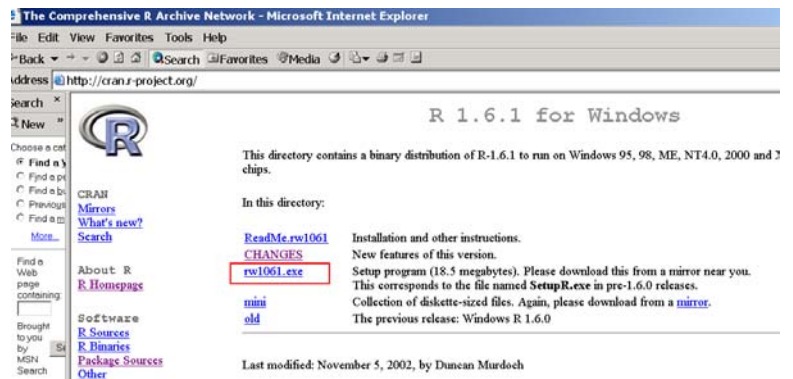 The Comprehensive R Archive Network - Microsoft Internet Explorer
File Edit View Favorites Tools Help
Back Search Favorites Media
Address http://cran.r-project.org/
Search ×
New »
Choose a cat
Find a
Find a
Find a
Previous
Find a
More...
Find a
Web
page
containing:
Brought
to you
by
MSN
Search
R
CRAN
Mirrors
What's new?
Search
About R
R Homepage
Software
R Sources
R Binaries
Package Sources
Other
R 1.6.1 for Windows
This directory contains a binary distribution of R-1.6.1 to run on Windows 95, 98, ME, NT4.0, 2000 and
chips.
In this directory:
ReadMe.rw1061 Installation and other instructions.
CHANGES New features of this version.
rw1061.exe Setup program (18.5 megabytes). Please download this from a mirror near you.
This corresponds to the file named SetupR.exe in pre-1.6.0 releases.
mini Collection of diskette-sized files. Again, please download from a mirror.
old The previous release: Windows R 1.6.0
Last modified: November 5, 2002, by Duncan Murdoch